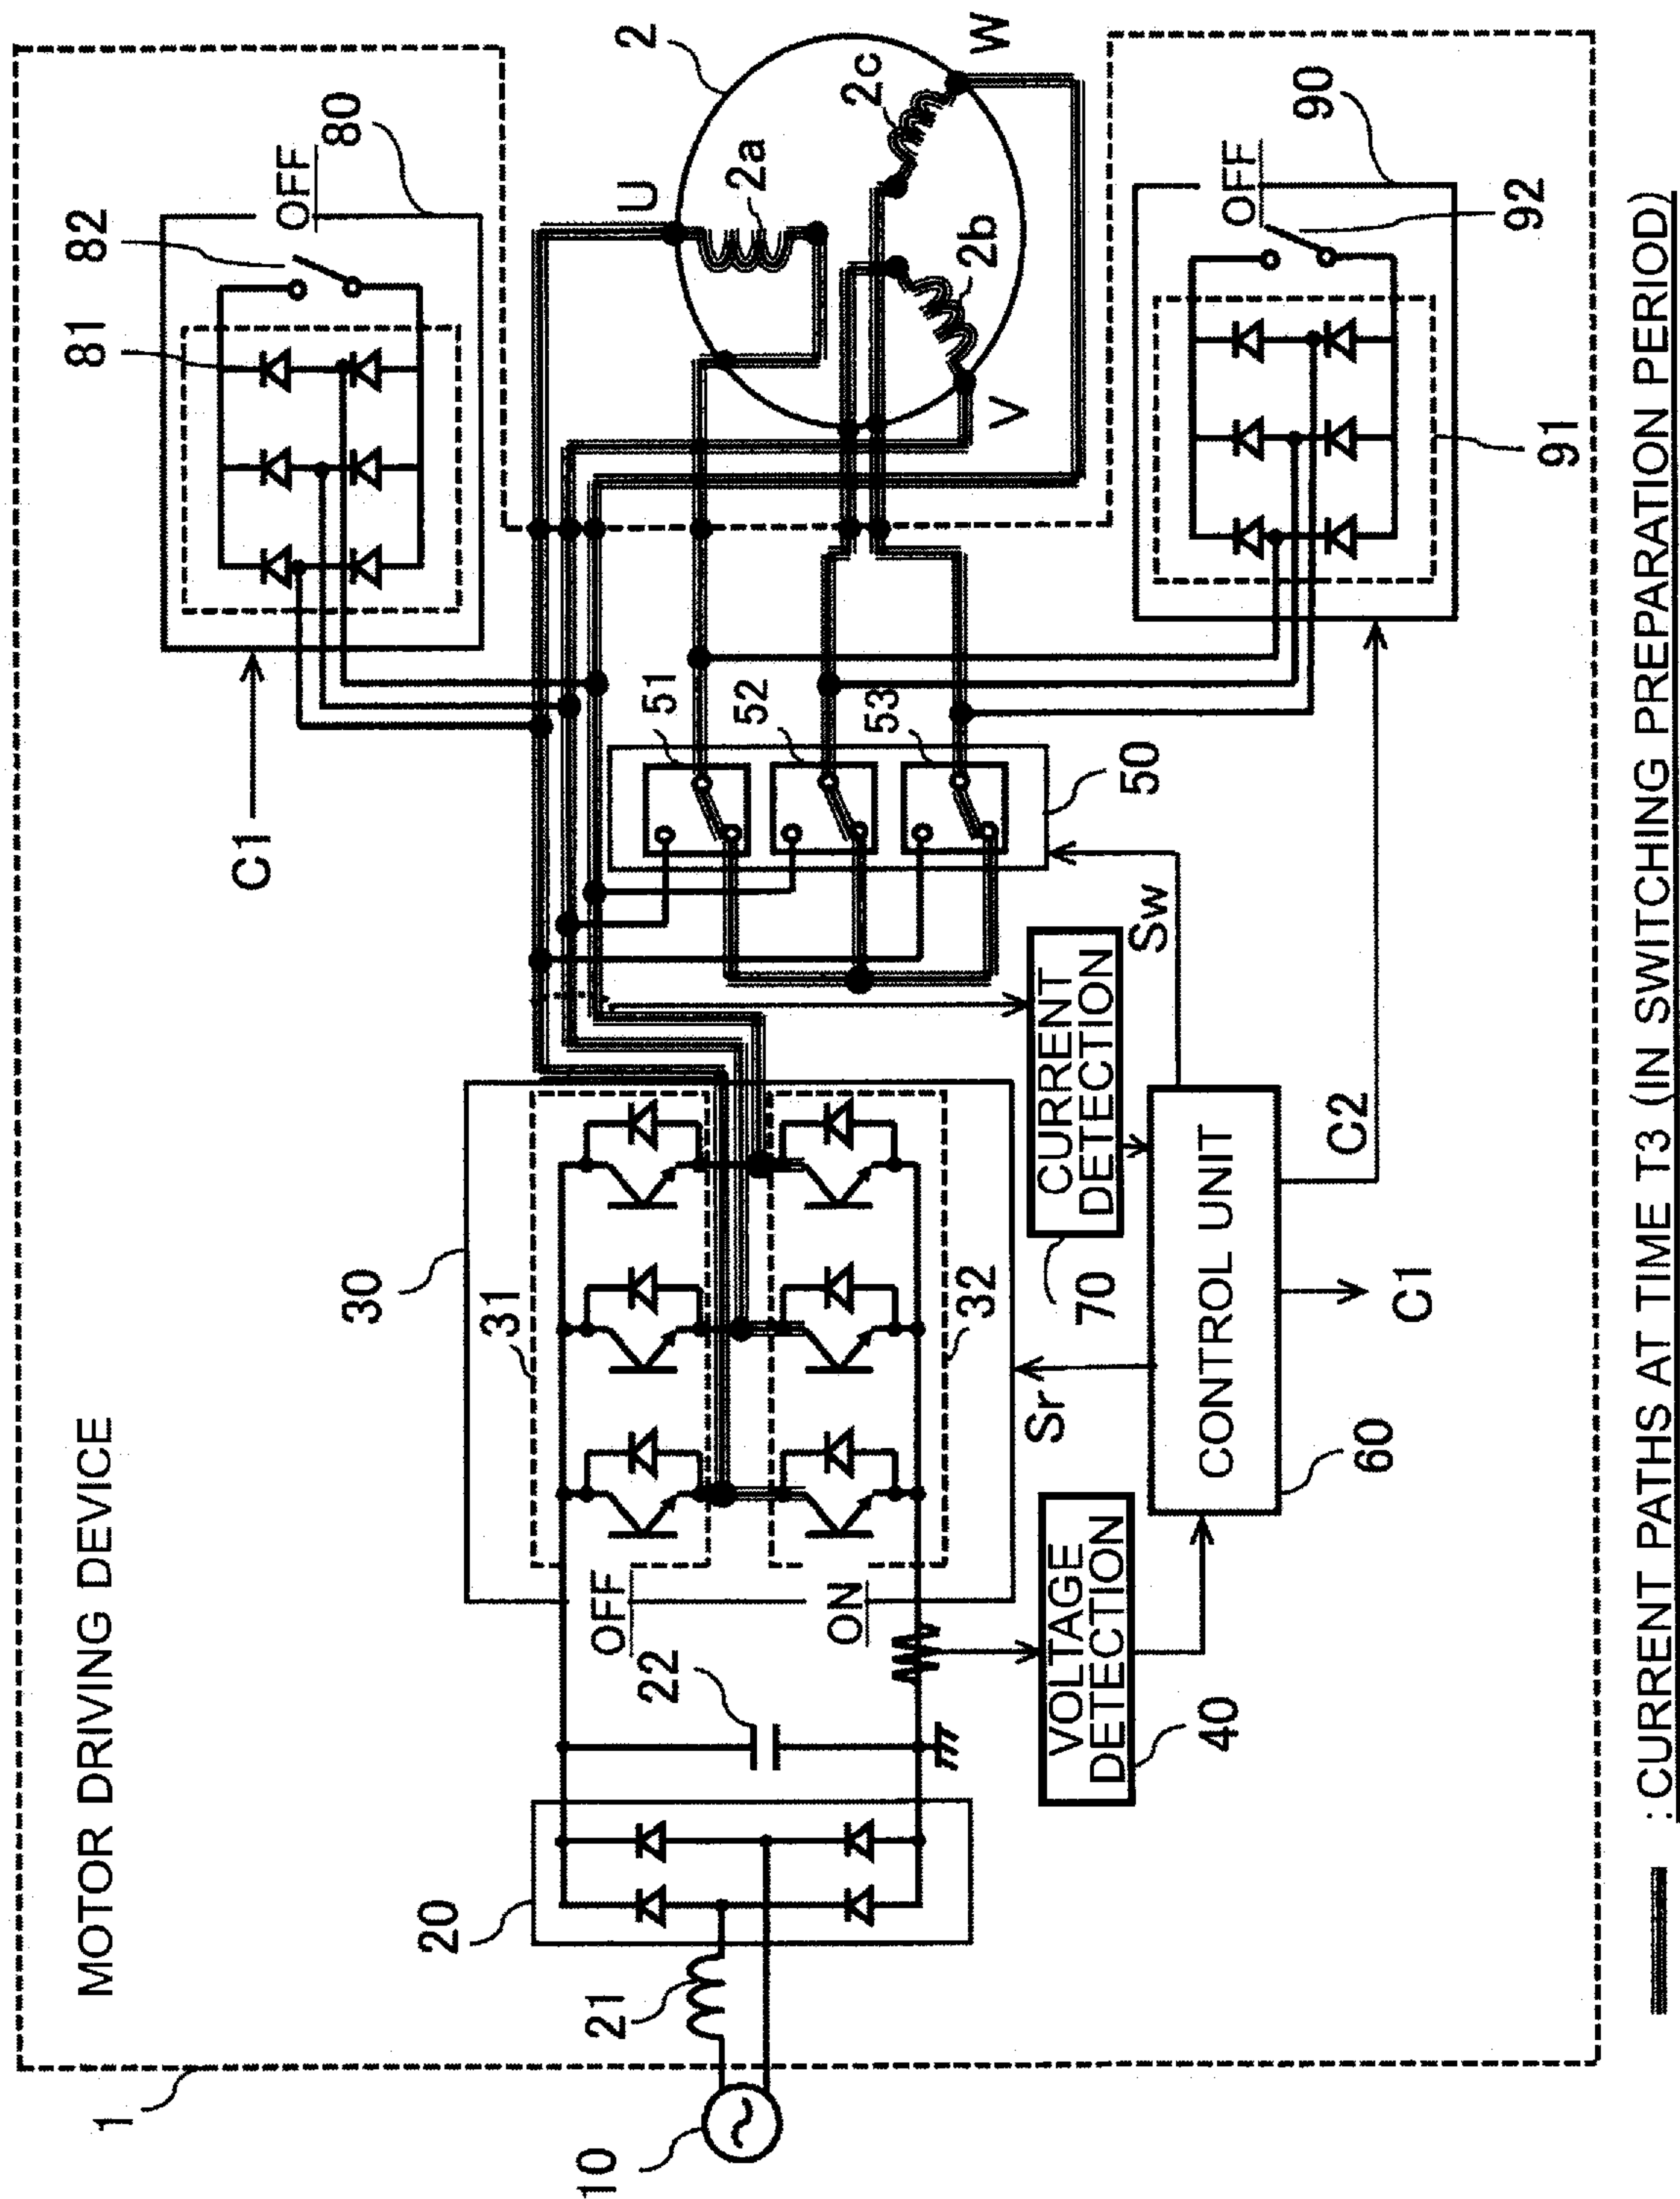 MOTOR DRIVING DEVICE
1
10
21
20
22
30
31
OFF
ON
32
Sr
VOLTAGE
DETECTION
40
CONTROL UNIT
60
CURRENT
DETECTION
70
C1
C2
Sw
50
51
52
53
C1
81
82
OFF
80
U
2
2a
2b
2c
V
W
OFF
90
91
92
: CURRENT PATHS AT TIME T3 (IN SWITCHING PREPARATION PERIOD)